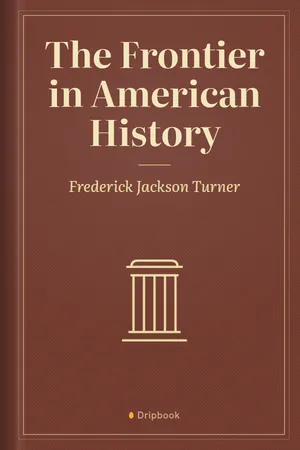 The Frontier
in American
History
Frederick Jackson Turner
Dripbook